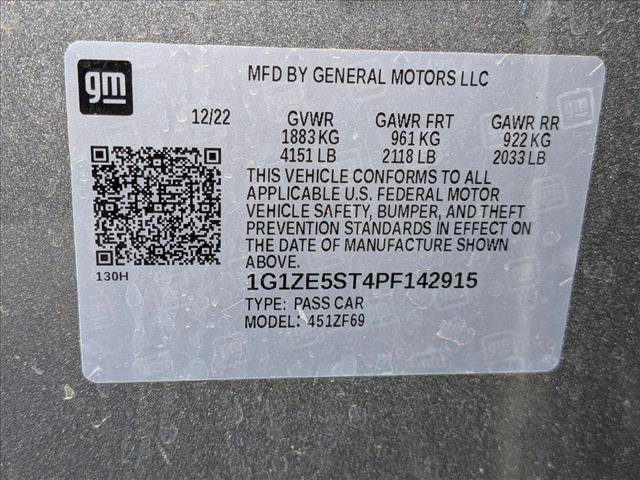 gm
MFD BY GENERAL MOTORS LLC
12/22 GVWR GAWR FRT GAWR RR
1883 KG 961 KG 922 KG
4151 LB 2118 LB 2033 LB
THIS VEHICLE CONFORMS TO ALL
APPLICABLE U.S. FEDERAL MOTOR
VEHICLE SAFETY, BUMPER, AND THEFT
PREVENTION STANDARDS IN EFFECT ON
THE DATE OF MANUFACTURE SHOWN
ABOVE.
130H
1G1ZE5ST4PF142915
TYPE: PASS CAR
MODEL: 451ZF69